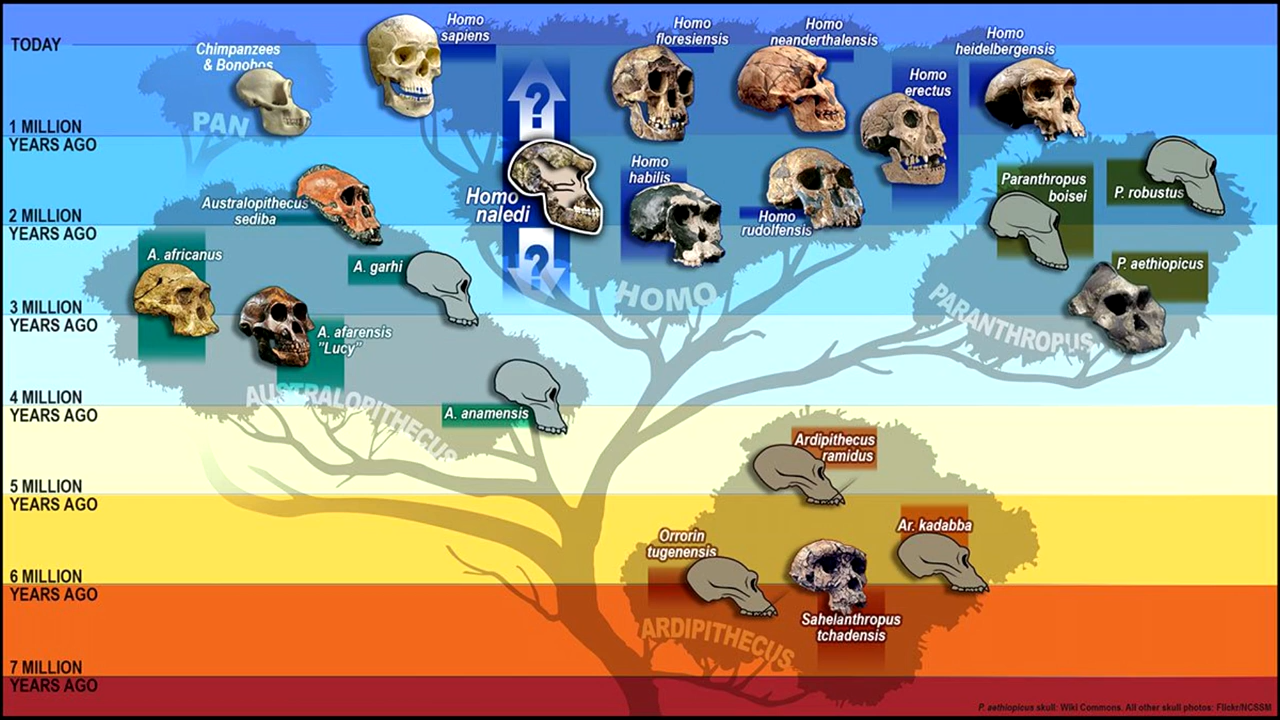 TODAY
1 MILLION
YEARS AGO
2 MILLION
YEARS AGO
3 MILLION
YEARS AGO
4 MILLION
YEARS AGO
5 MILLION
YEARS AGO
6 MILLION
YEARS AGO
7 MILLION
YEARS AGO
Chimpanzees
& Bonobos
PAN
Homo
sapiens
Homo
floresiensis
Homo
neanderthalensis
Homo
erectus
Homo
heidelbergensis
?
Homo
naledi
?
Homo
habilis
Homo
rudolfensis
HOMO
Paranthropus
boisei
P. robustus
P. aethiopicus
PARANTHROPUS
Australopithecus
sediba
A. africanus
A. garhi
A. afarensis
"Lucy"
A. anamensis
AUSTRALOPITHECUS
Ardipithecus
ramidus
Ar. kadabba
Orrorin
tugenensis
Sahelanthropus
tchadensis
ARDIPITHECUS
P. aethiopicus skull: Wiki Commons. All other skull photos: Flickr/NCSSM